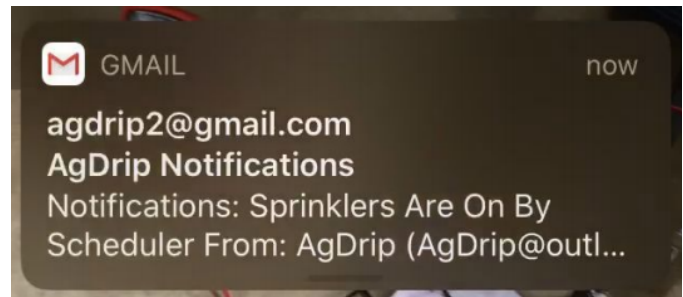 GMAIL now
agdrip2@gmail.com
AgDrip Notifications
Notifications: Sprinklers Are On By
Scheduler From: AgDrip (AgDrip@outl...